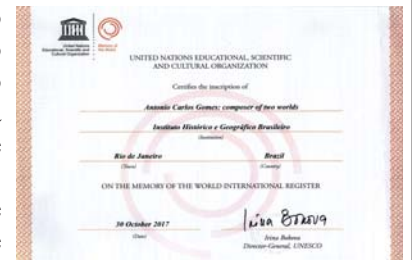 United Nations
Educational, Scientific and
Cultural Organization
Memory of
the World
UNITED NATIONS EDUCATIONAL, SCIENTIFIC
AND CULTURAL ORGANIZATION
Certifies the inscription of
Antonio Carlos Gomes: composer of two worlds
Instituto Histórico e Geográfico Brasileiro
(Institution)
Rio de Janeiro
Brazil
(Town)
(Country)
ON THE MEMORY OF THE WORLD INTERNATIONAL REGISTER
30 October 2017
(Date)
Irina Bokova
Irina Bokova
Director-General, UNESCO